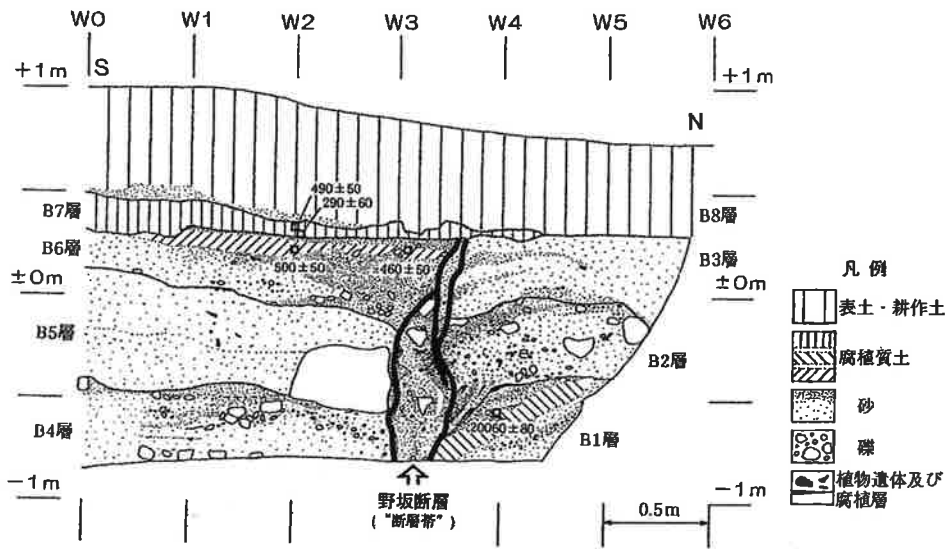 W0 W1 W2 W3 W4 W5 W6
+1m S +1m
N
490±50
290±60
B7層 B8層
B6層 B3層
500±50 460±50
±0m ±0m
B5層 B2層
B4層 20060±80 B1層
-1m -1m
野坂断層
("断層帯")
0.5m
凡例
表土・耕作土
腐植質土
砂
礫
植物遺体及び
腐植層